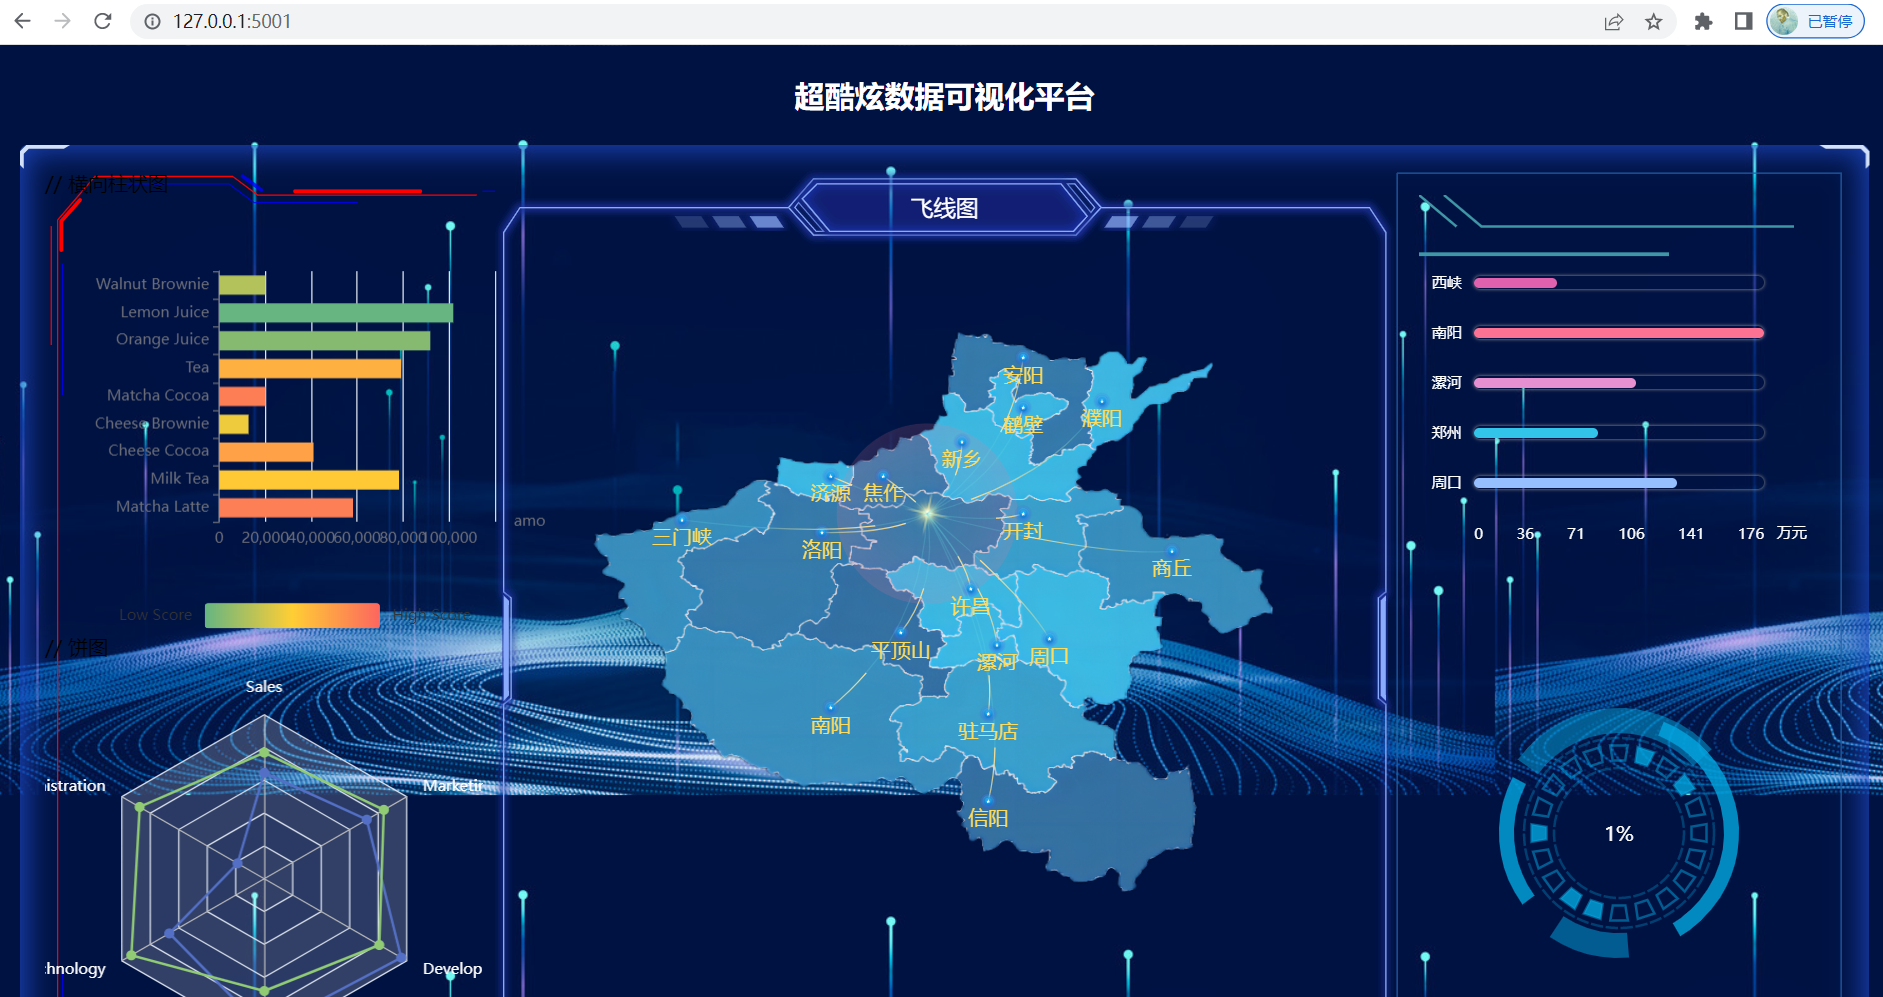 127.0.0.1:5001
已暂停
超酷炫数据可视化平台
// 横向柱状图
Walnut Brownie
Lemon Juice
Orange Juice
Tea
Matcha Cocoa
Cheese Brownie
Cheese Cocoa
Milk Tea
Matcha Latte
0 20,000 40,000 60,000 80,000 100,000
amo
Low Score High Score
// 饼图
Sales
Marketin
istration
Develop
hnology
飞线图
安阳
鹤壁
濮阳
新乡
济源
焦作
三门峡
洛阳
开封
商丘
许昌
平顶山
漯河
周口
南阳
驻马店
信阳
西峡
南阳
漯河
郑州
周口
0 36 71 106 141 176 万元
1%